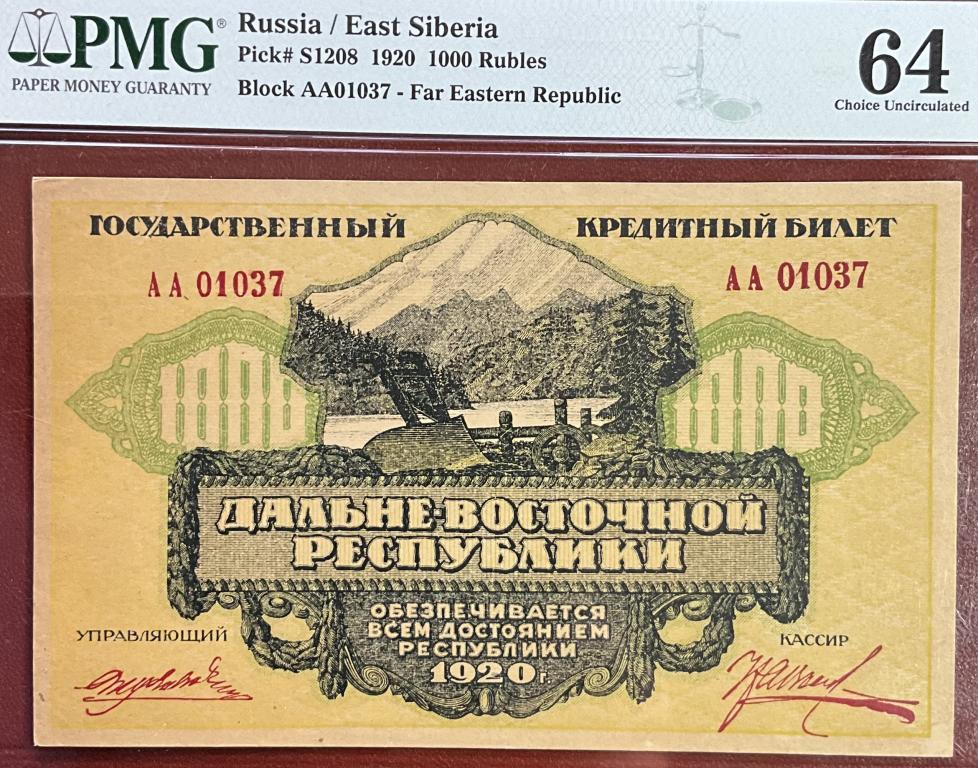 PMG®
PAPER MONEY GUARANTY
Russia / East Siberia
Pick# S1208 1920 1000 Rubles
Block AA01037 - Far Eastern Republic
64
Choice Uncirculated
ГОСУДАРСТВЕННЫЙ КРЕДИТНЫЙ БИЛЕТ
АА 01037 АА 01037
1000 1000
ДАЛЬНЕ-ВОСТОЧНОЙ
РЕСПУБЛИКИ
ОБЕЗПЕЧИВАЕТСЯ
ВСЕМ ДОСТОЯНИЕМ
РЕСПУБЛИКИ
1920 г.
УПРАВЛЯЮЩИЙ КАССИР